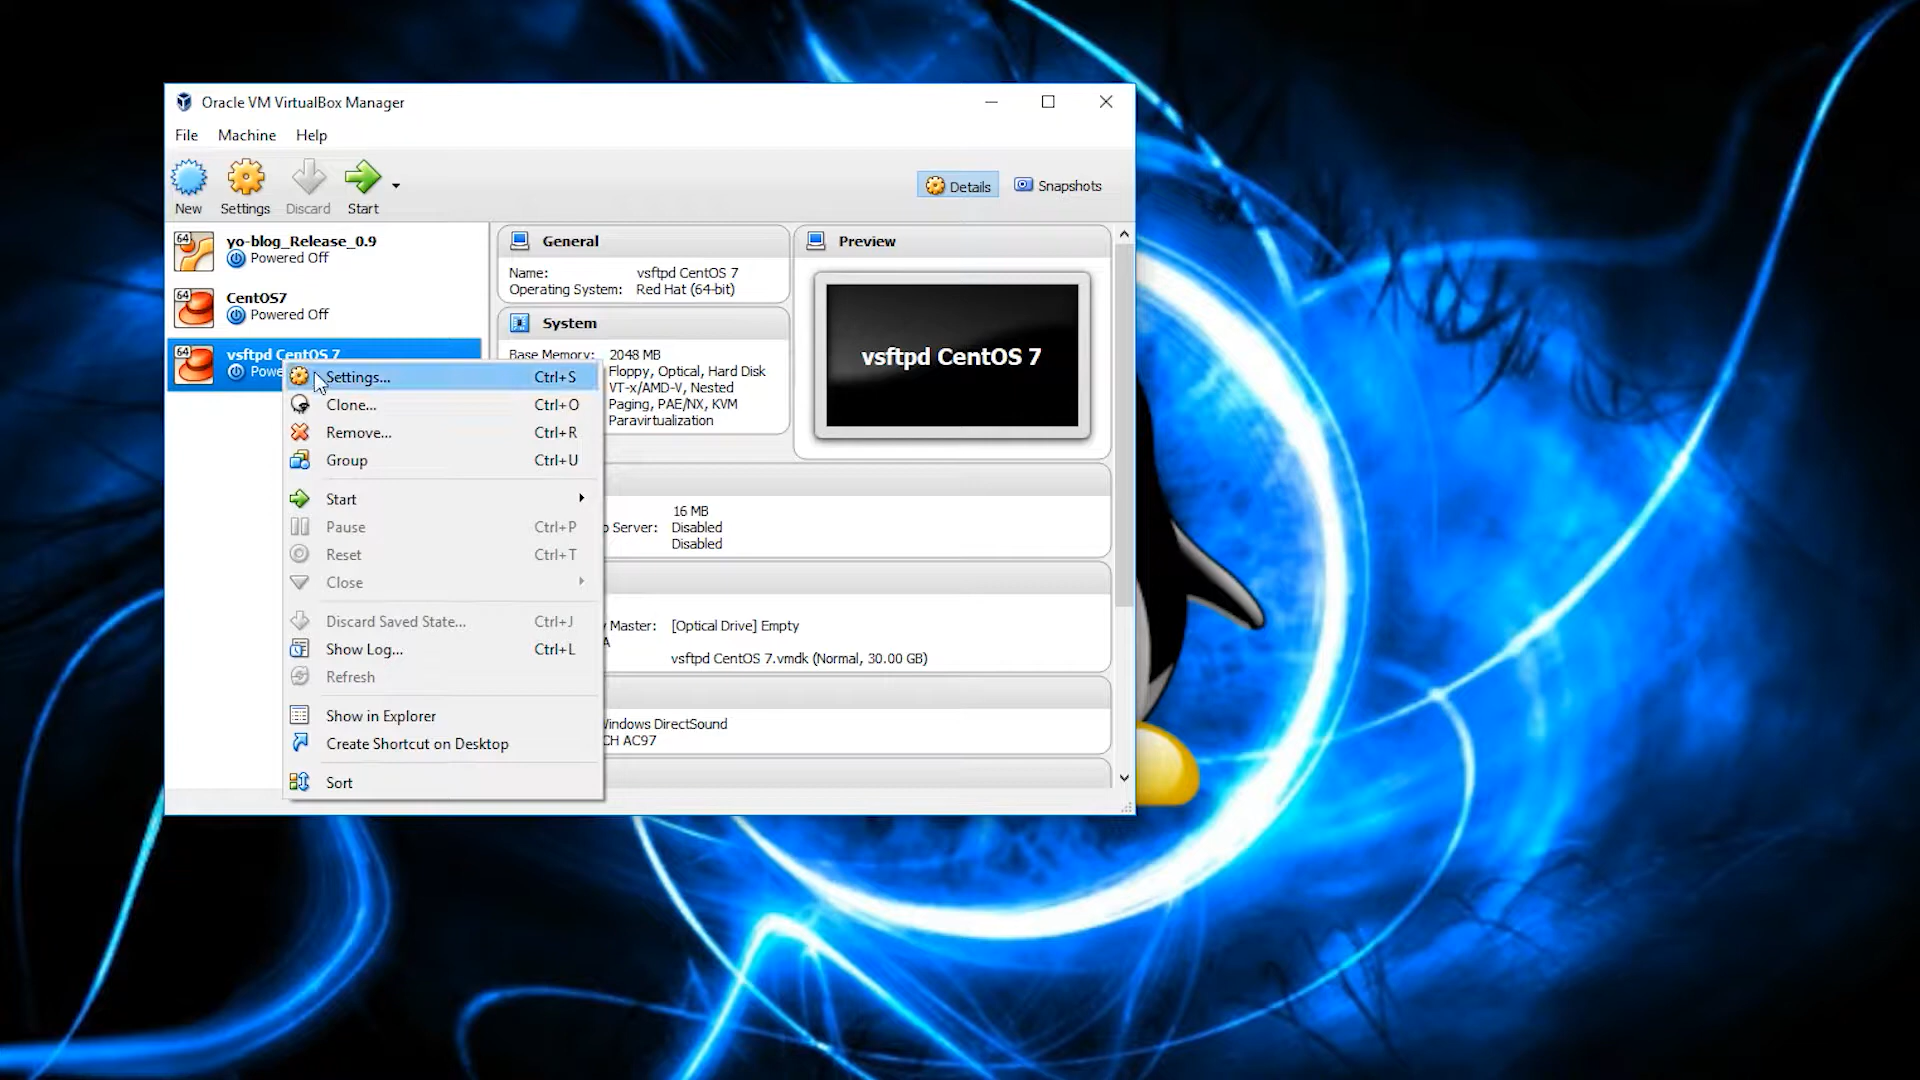 Oracle VM VirtualBox Manager
File Machine Help
New Settings Discard Start
Details Snapshots
64 yo-blog_Release_0.9
Powered Off
64 CentOS7
Powered Off
64 vsftpd CentOS 7
Powe
General
Name: vsftpd CentOS 7
Operating System: Red Hat (64-bit)
System
Base Memory: 2048 MB
Floppy, Optical, Hard Disk
VT-x/AMD-V, Nested
Paging, PAE/NX, KVM
Paravirtualization
Preview
vsftpd CentOS 7
Settings... Ctrl+S
Clone... Ctrl+O
Remove... Ctrl+R
Group Ctrl+U
Start
Pause Ctrl+P
Reset Ctrl+T
Close
Discard Saved State... Ctrl+J
Show Log... Ctrl+L
Refresh
Show in Explorer
Create Shortcut on Desktop
Sort
16 MB
Server: Disabled
Disabled
Master: [Optical Drive] Empty
vsftpd CentOS 7.vmdk (Normal, 30.00 GB)
Windows DirectSound
CH AC97